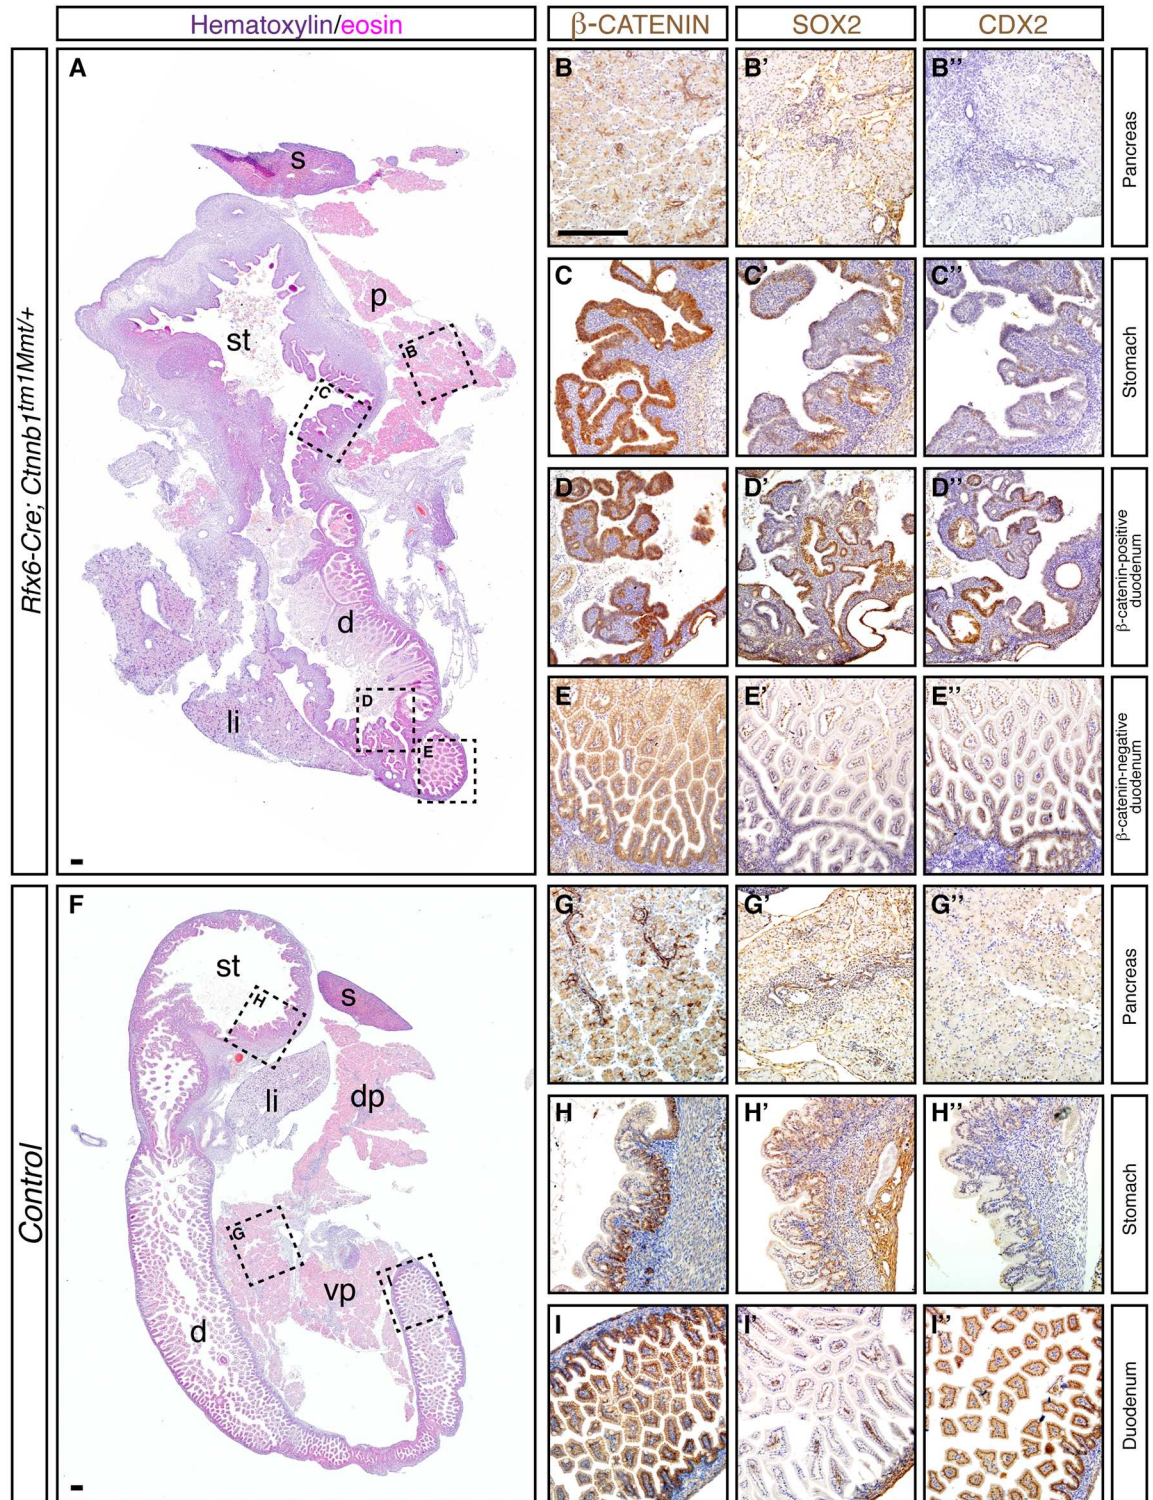 Hematoxylin/eosin
β-CATENIN
SOX2
CDX2
Rfx6-Cre; Ctnnb1tm1Mmt/+
A
s
p
st
B
C
d
li
D
E
B
B’
B’’
Pancreas
C
C’
C’’
Stomach
D
D’
D’’
β-catenin-positive
duodenum
E
E’
E’’
β-catenin-negative
duodenum
Control
F
st
H
s
li
dp
G
vp
I
d
G
G’
G’’
Pancreas
H
H’
H’’
Stomach
I
I’
I’’
Duodenum